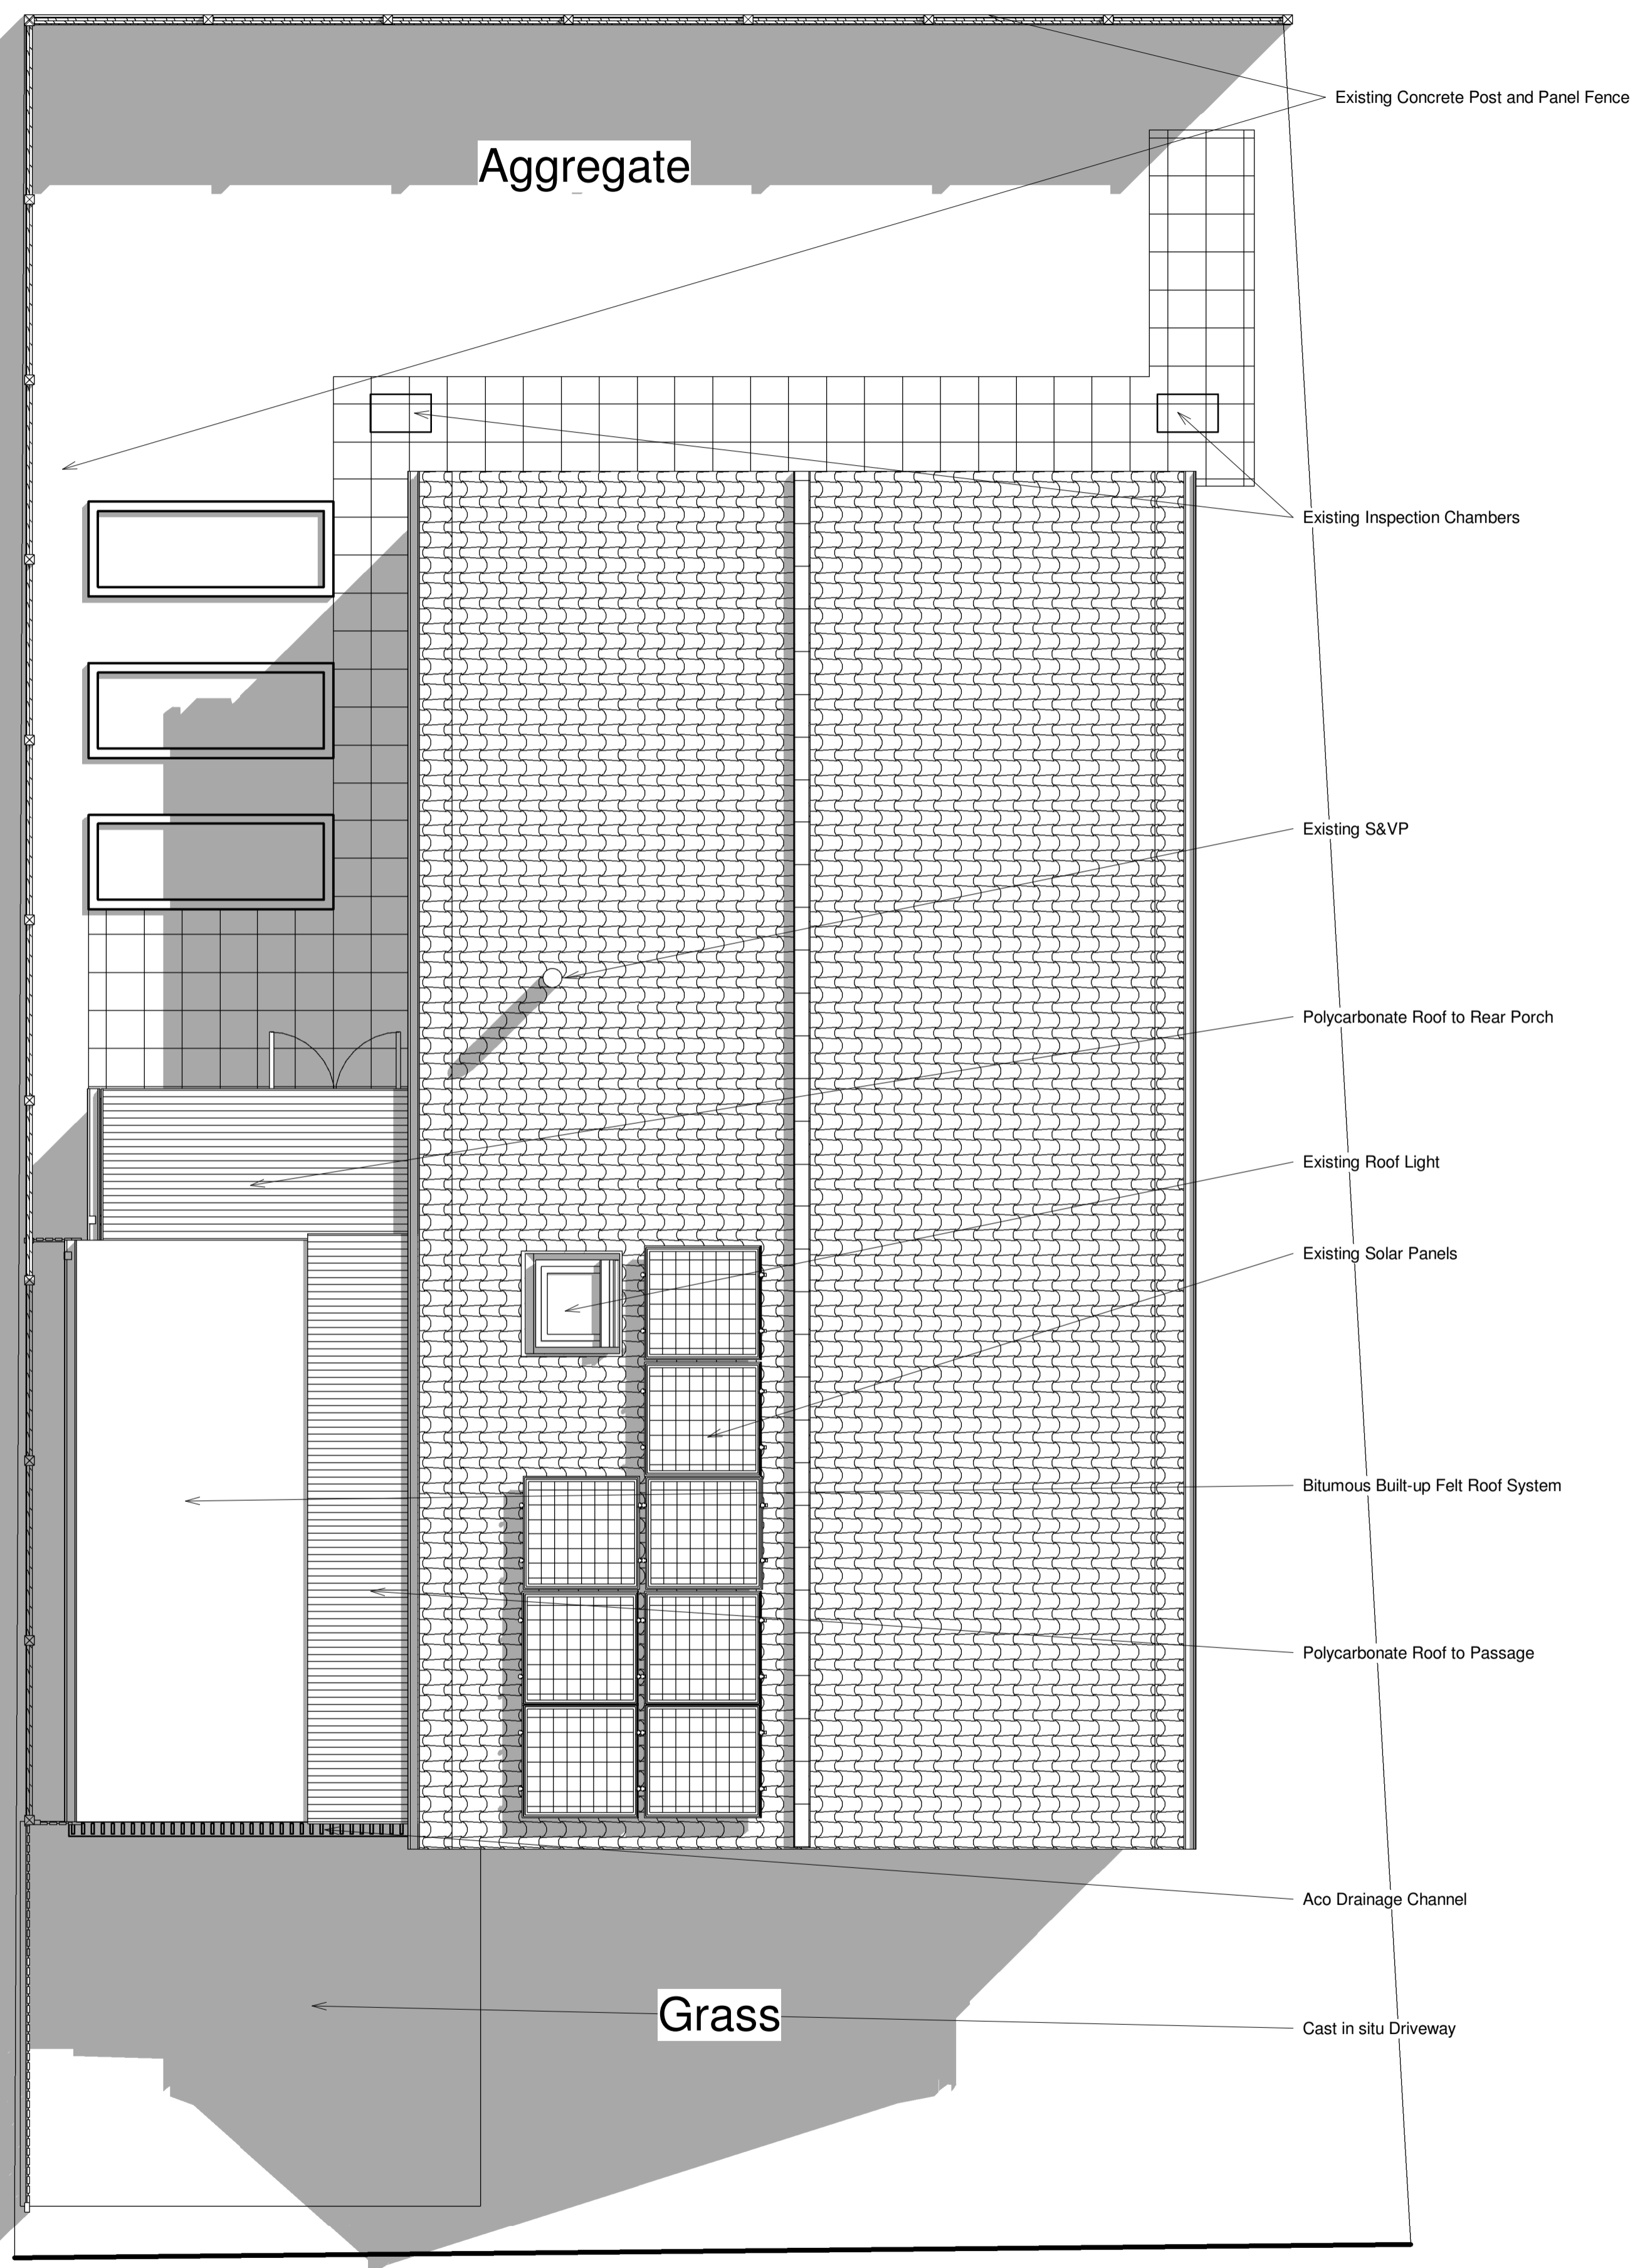 Existing Concrete Post and Panel Fence
Aggregate
Existing Inspection Chambers
Existing S&VP
Polycarbonate Roof to Rear Porch
Existing Roof Light
Existing Solar Panels
Bitumous Built-up Felt Roof System
Polycarbonate Roof to Passage
Aco Drainage Channel
Grass
Cast in situ Driveway